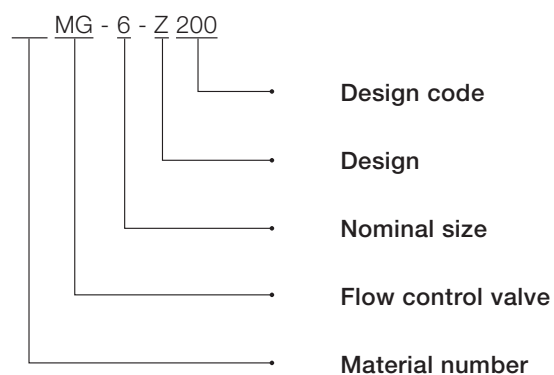 MG - 6 - Z 200
Design code
Design
Nominal size
Flow control valve
Material number